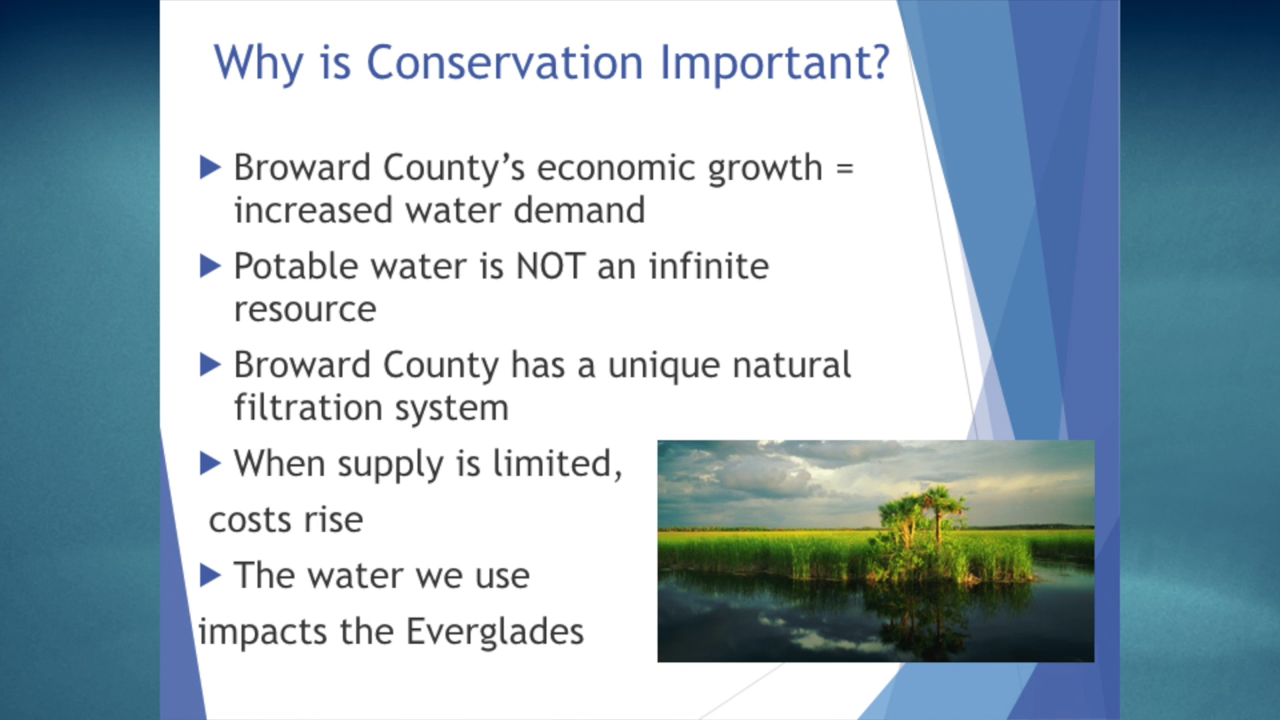 Why is Conservation Important?
▶ Broward County’s economic growth =
increased water demand
▶ Potable water is NOT an infinite
resource
▶ Broward County has a unique natural
filtration system
▶ When supply is limited,
costs rise
▶ The water we use
impacts the Everglades